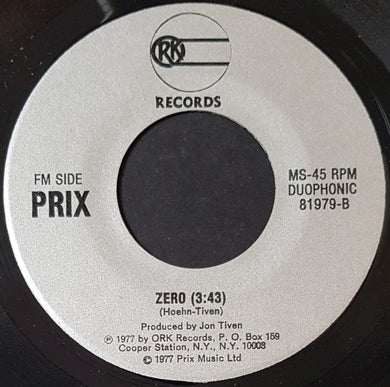 ORK
RECORDS
FM SIDE
PRIX
MS-45 RPM
DUOPHONIC
81979-B
ZERO (3:43)
(Hoehn-Tiven)
Produced by Jon Tiven
Ⓟ 1977 by ORK Records, P. O. Box 159
Cooper Station, N.Y., N.Y. 10003
© 1977 Prix Music Ltd